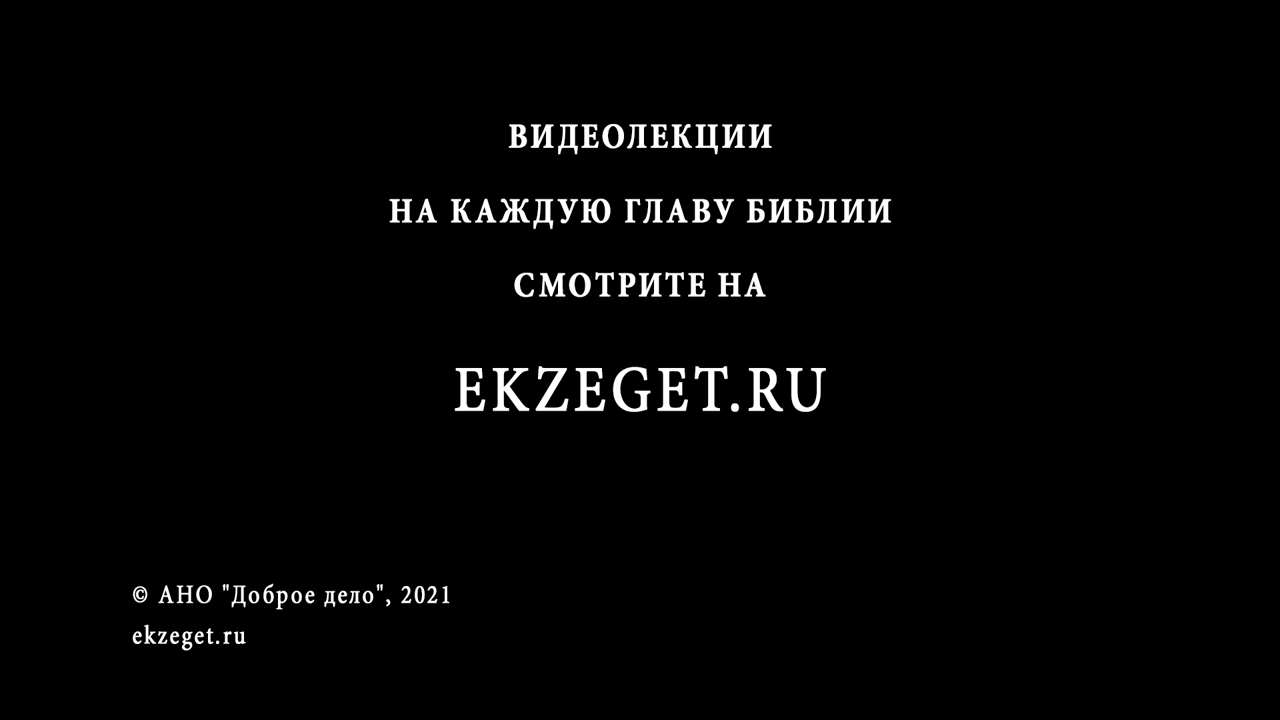 ВИДЕОЛЕКЦИИ
НА КАЖДУЮ ГЛАВУ БИБЛИИ
СМОТРИТЕ НА
EKZEGET.RU
© АНО "Доброе дело", 2021
ekzeget.ru